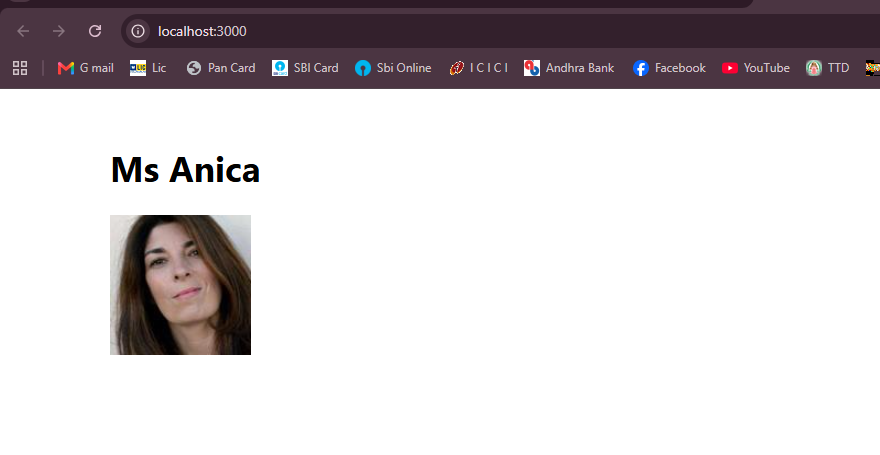 localhost:3000
G mail Lic Pan Card SBI Card Sbi Online I C I C I Andhra Bank Facebook YouTube TTD
Ms Anica